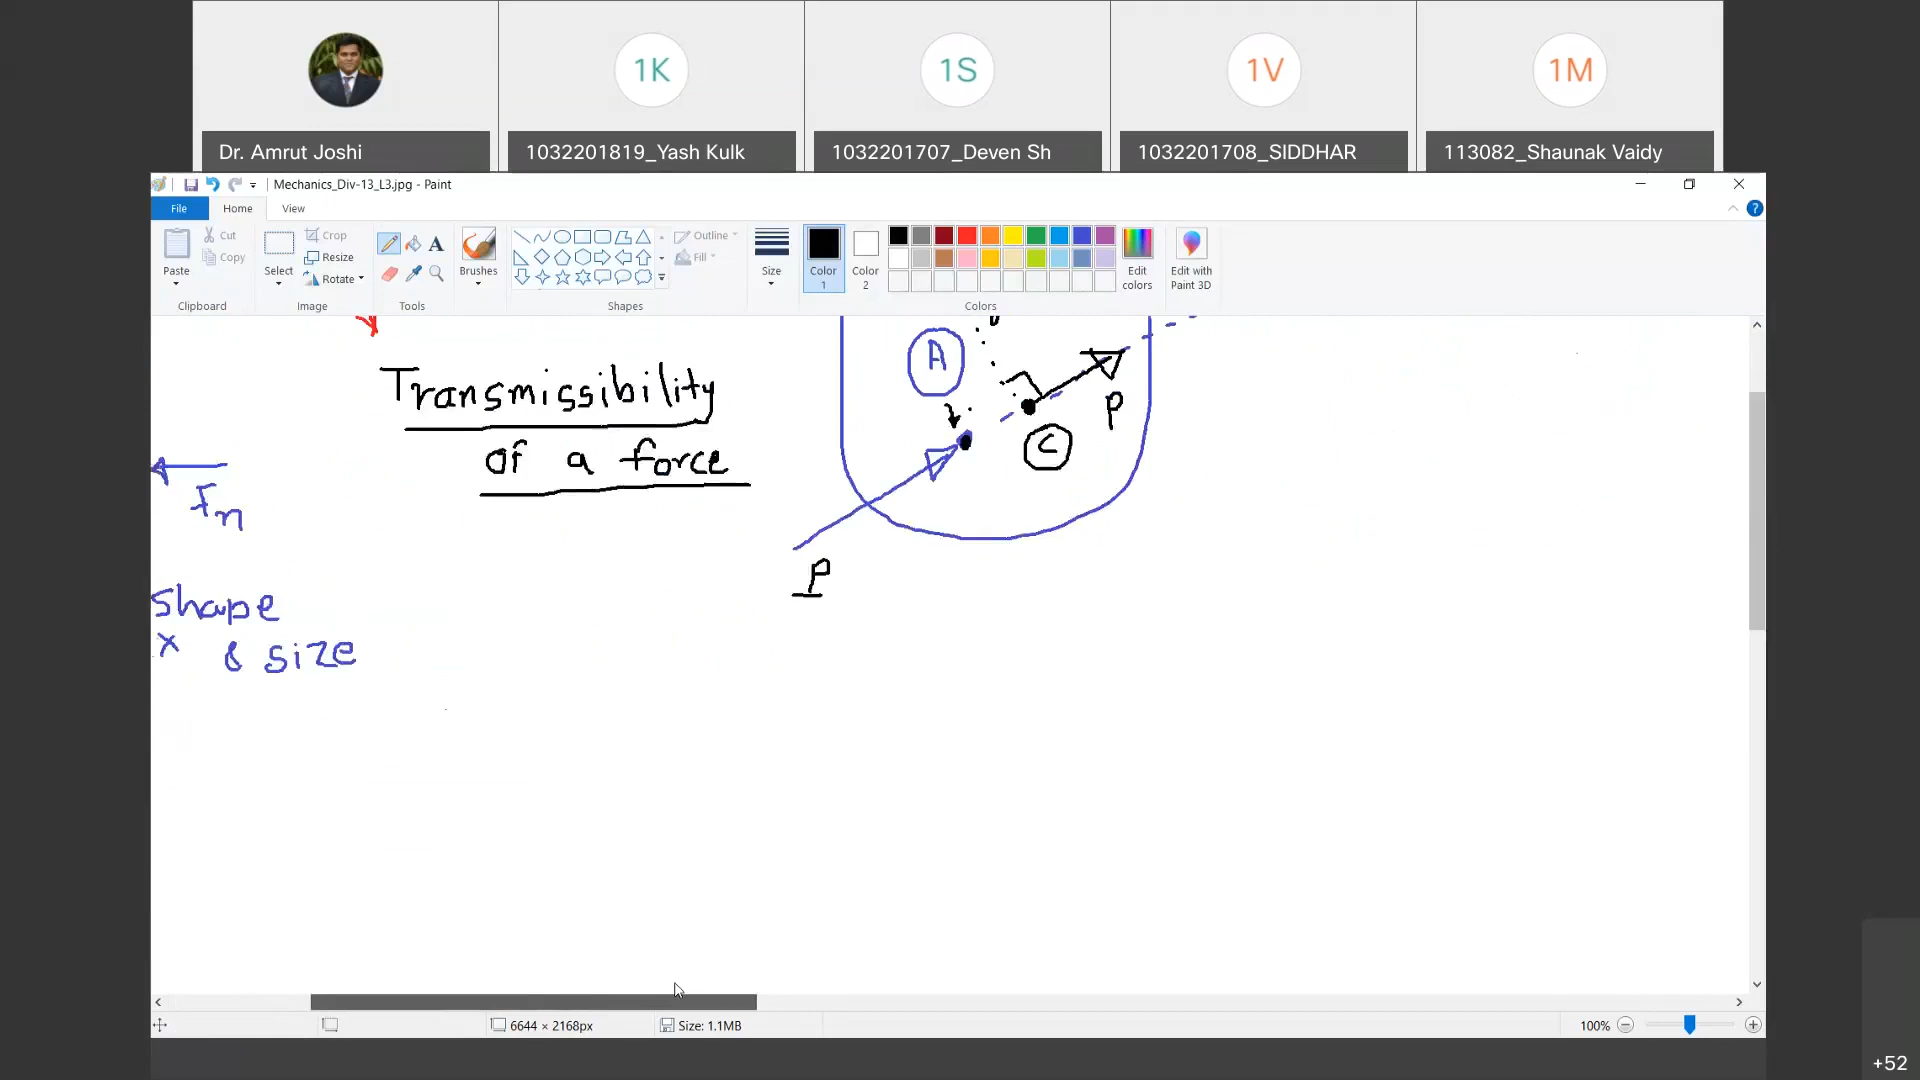 1K
1S
1V
1M
Dr. Amrut Joshi
1032201819_Yash Kulk
1032201707_Deven Sh
1032201708_SIDDHAR
113082_Shaunak Vaidy
Mechanics_Div-13_L3.jpg - Paint
File
Home
View
Paste
Cut
Copy
Clipboard
Select
Crop
Resize
Rotate
Image
A
Tools
Brushes
Shapes
Outline
Fill
Size
Color
1
Color
2
Colors
Edit
colors
Edit with
Paint 3D
?
Transmissibility
of a force
A
P
C
P
Fn
shape
x & size
6644 × 2168px
Size: 1.1MB
100%
+52